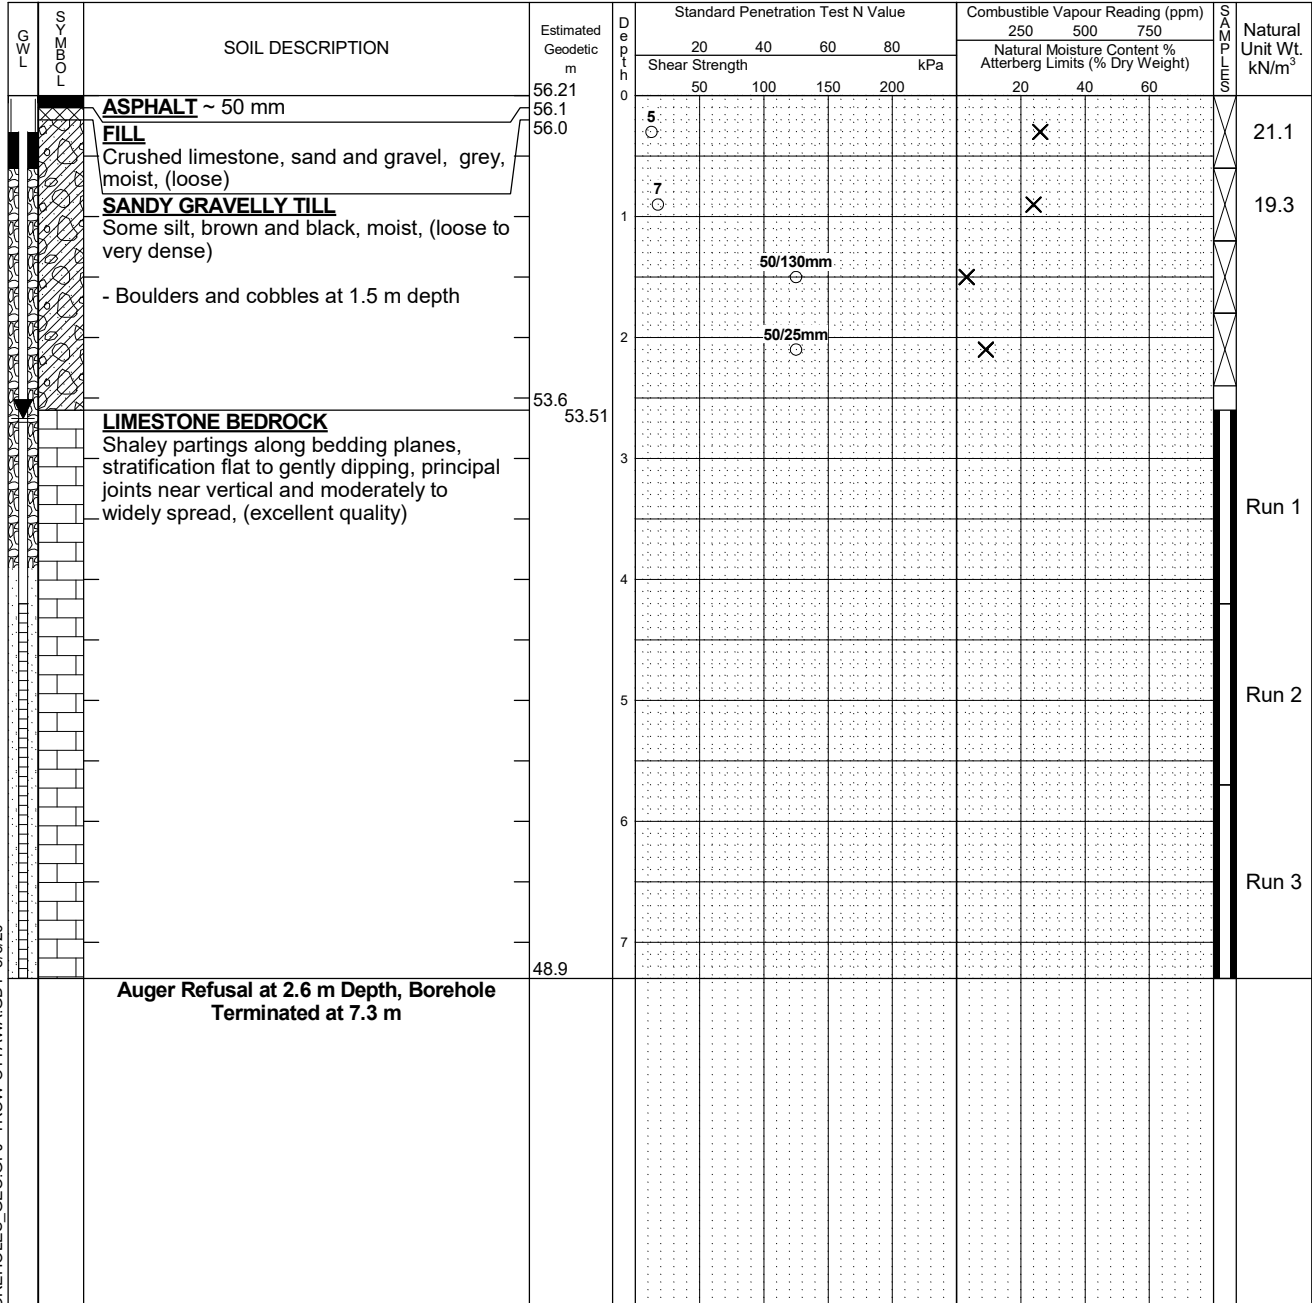 GWL
SYMBOL
SOIL DESCRIPTION
Estimated
Geodetic
m
Depth
Standard Penetration Test N Value
20 40 60 80
Shear Strength kPa
50 100 150 200
Combustible Vapour Reading (ppm)
250 500 750
Natural Moisture Content %
Atterberg Limits (% Dry Weight)
20 40 60
SAMPLES
Natural
Unit Wt.
kN/m³
56.21
0
ASPHALT ~ 50 mm
56.1
56.0
FILL
Crushed limestone, sand and gravel, grey,
moist, (loose)
5
21.1
SANDY GRAVELLY TILL
Some silt, brown and black, moist, (loose to
very dense)
7
19.3
1
- Boulders and cobbles at 1.5 m depth
50/130mm
50/25mm
2
53.6
53.51
LIMESTONE BEDROCK
Shaley partings along bedding planes,
stratification flat to gently dipping, principal
joints near vertical and moderately to
widely spread, (excellent quality)
3
Run 1
4
5
Run 2
6
Run 3
7
48.9
Auger Refusal at 2.6 m Depth, Borehole
Terminated at 7.3 m